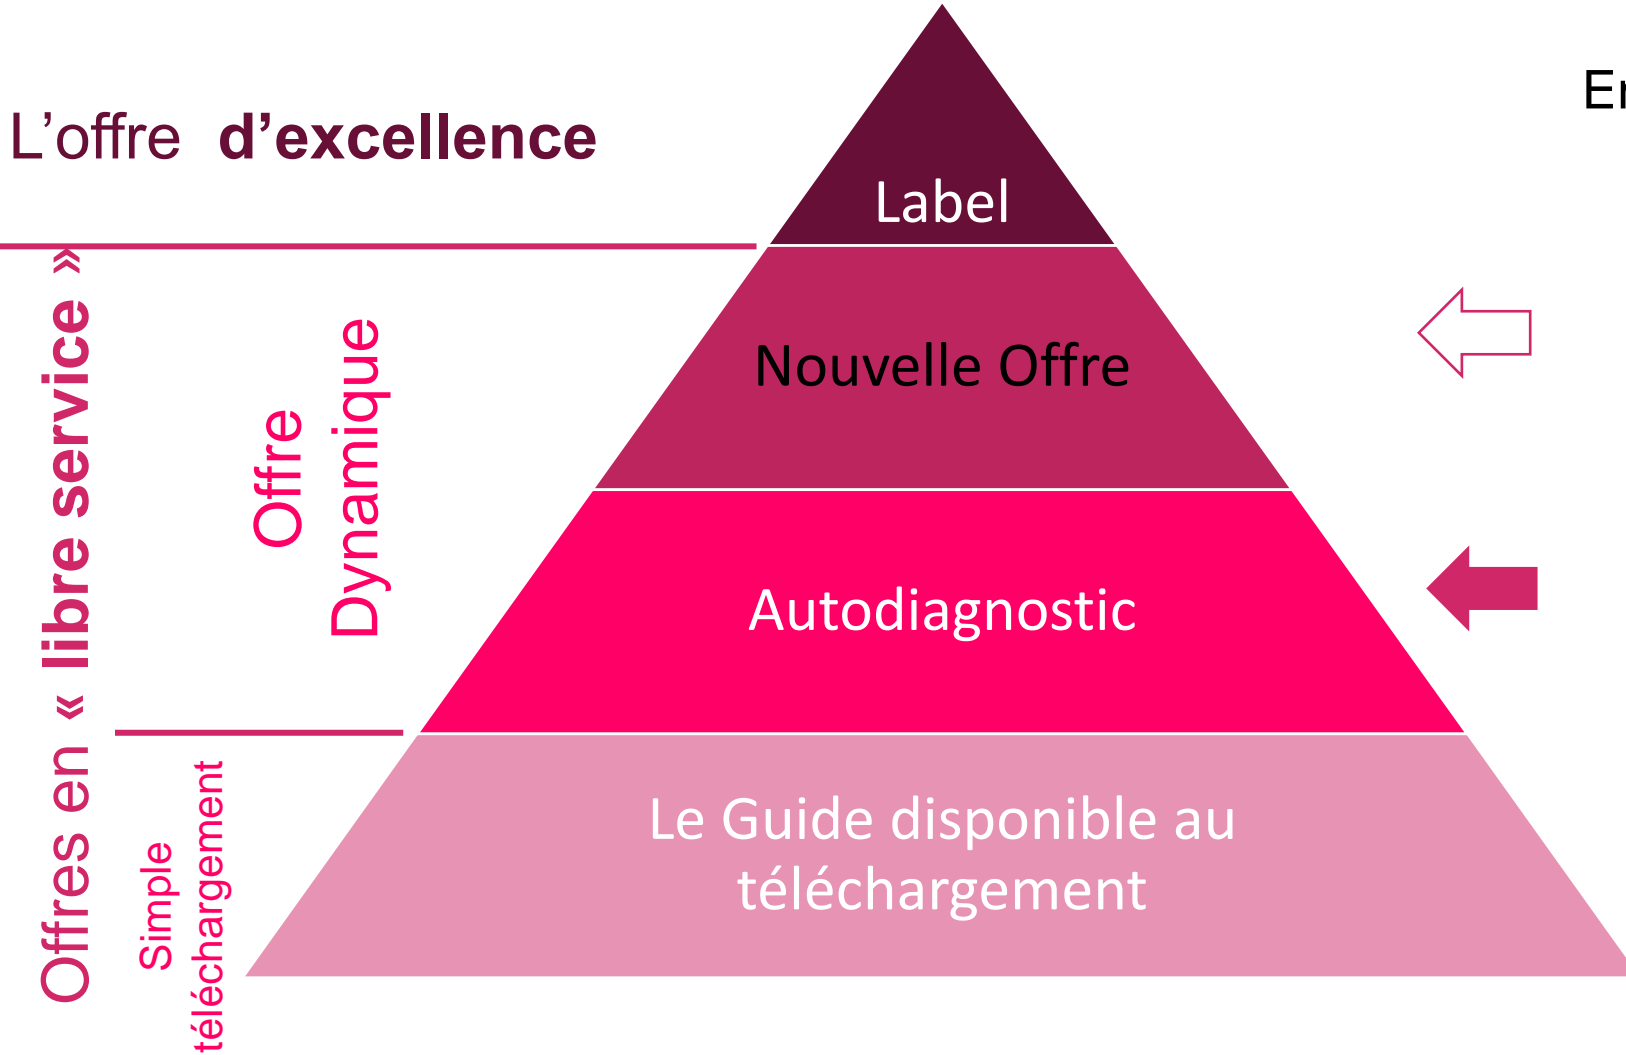 L’offre d’excellence
Label
Offres en « libre service »
Offre
Dynamique
Nouvelle Offre
Autodiagnostic
Simple
téléchargement
Le Guide disponible au
téléchargement